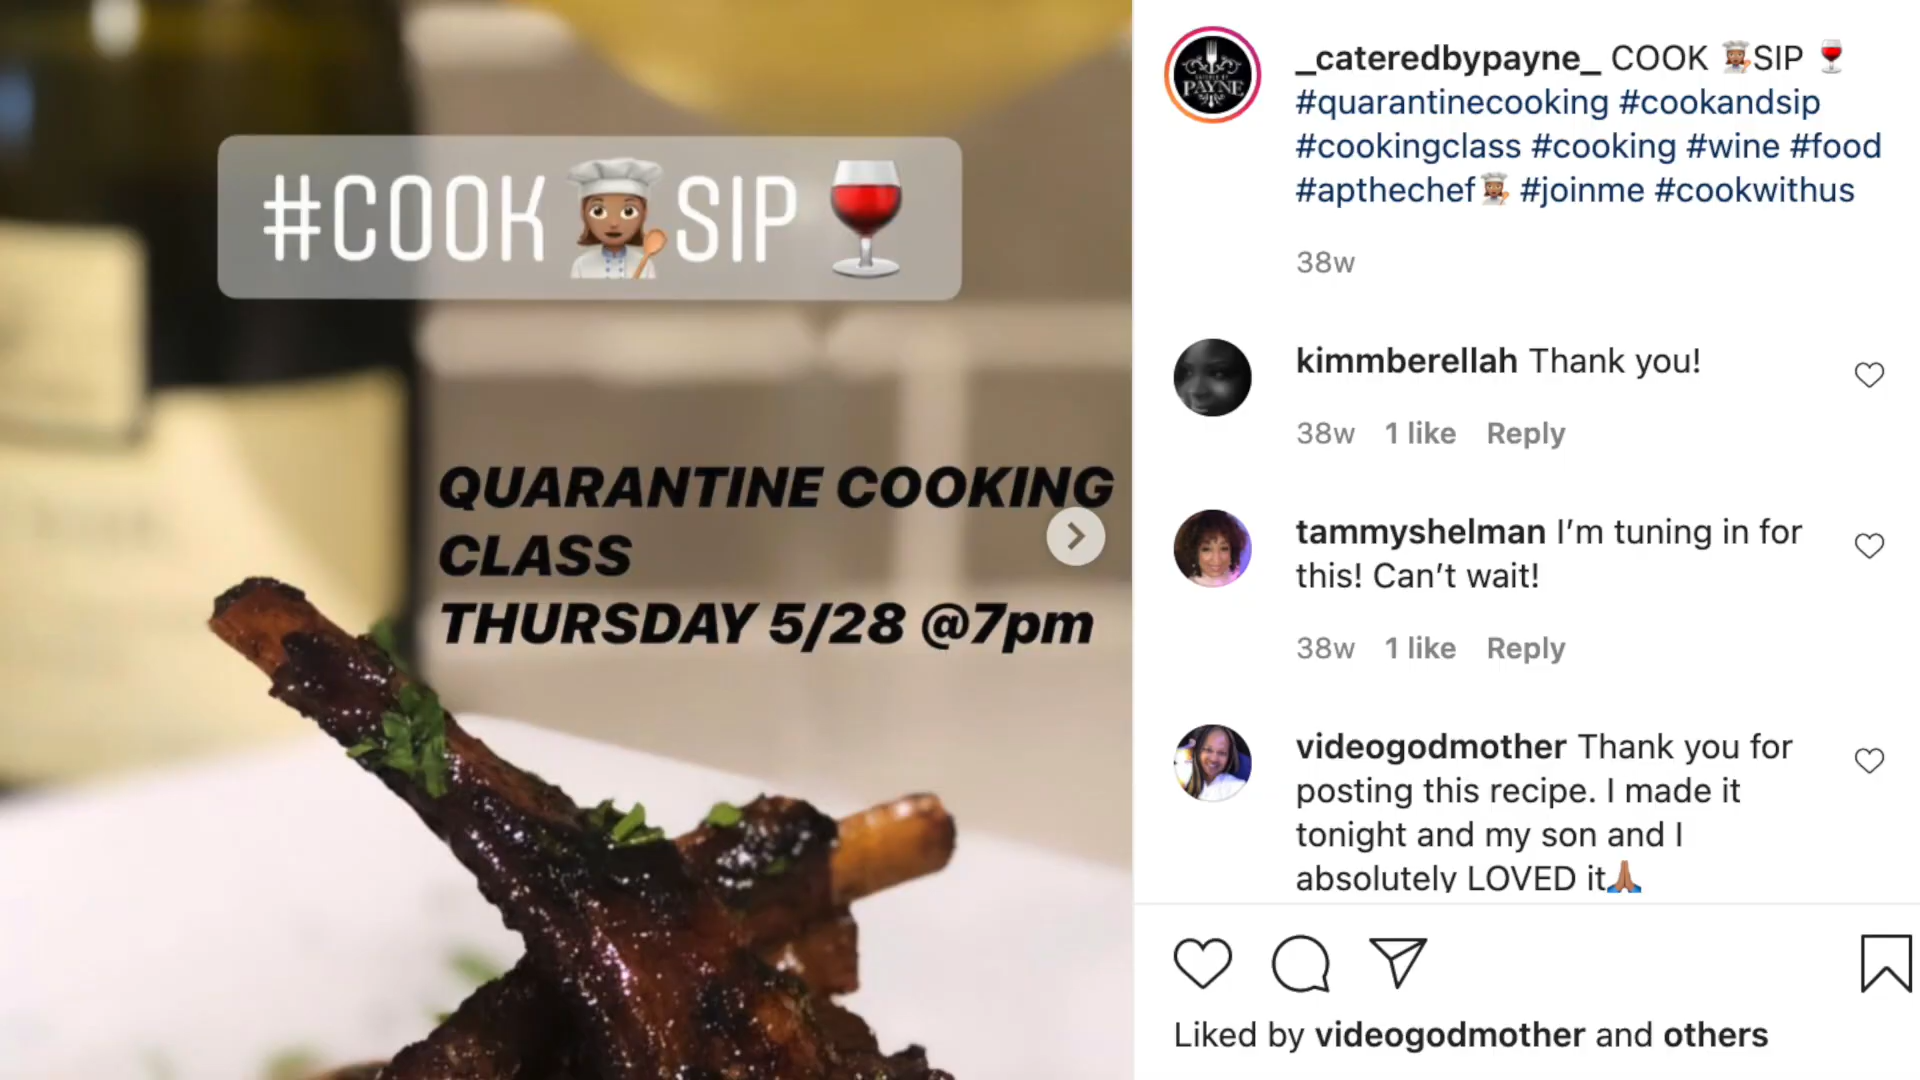 #COOK👩🏽‍🍳SIP🍷
QUARANTINE COOKING
CLASS
THURSDAY 5/28 @7pm
PAYNE
_cateredbypayne_ COOK 👩🏽‍🍳SIP 🍷
#quarantinecooking #cookandsip
#cookingclass #cooking #wine #food
#apthechef👩🏽‍🍳 #joinme #cookwithus
38w
kimmberellah Thank you!
38w 1 like Reply
tammyshelman I’m tuning in for
this! Can’t wait!
38w 1 like Reply
videogodmother Thank you for
posting this recipe. I made it
tonight and my son and I
absolutely LOVED it🙏🏽
Liked by videogodmother and others